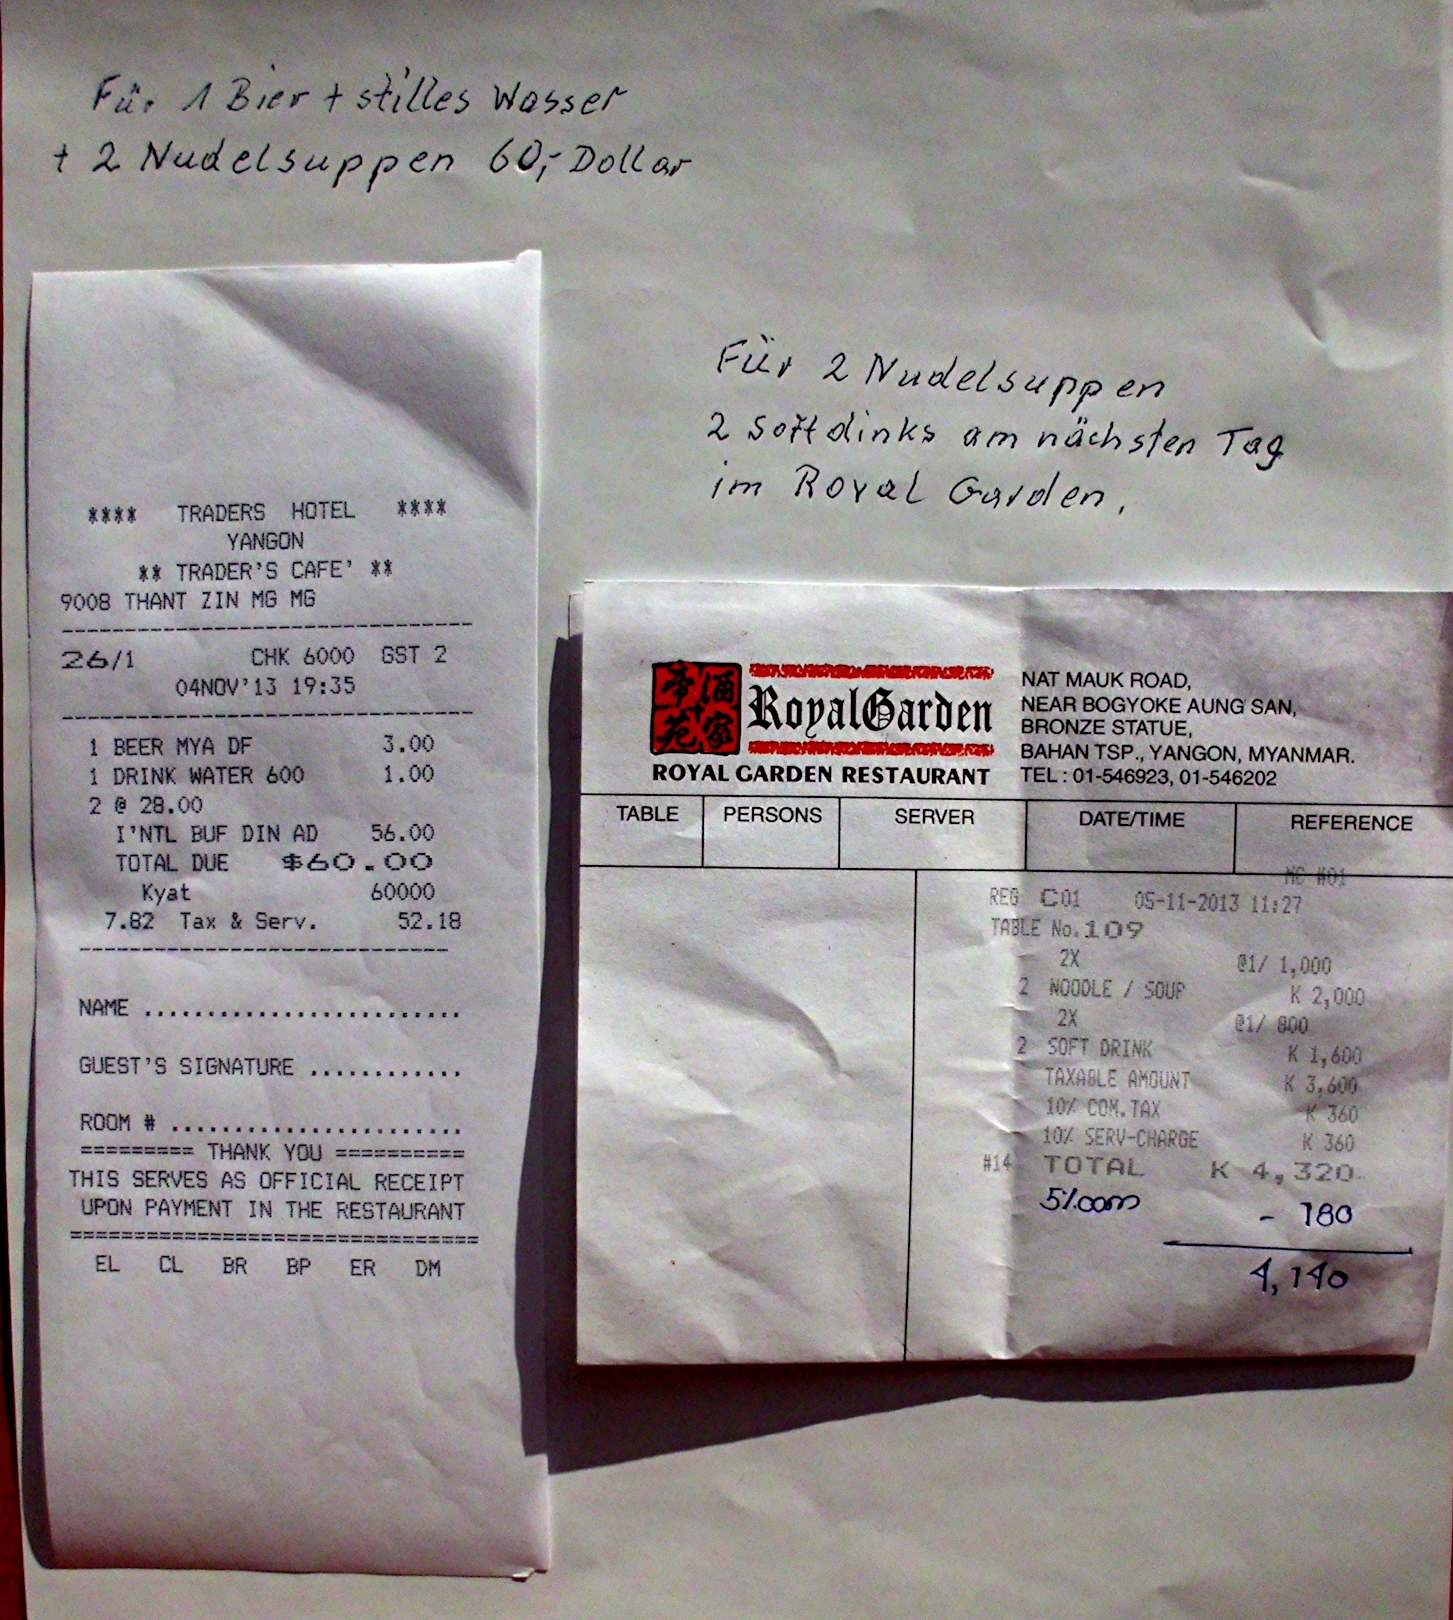 Für 1 Bier + stilles Wasser
+ 2 Nudelsuppen 60,- Dollar
Für 2 Nudelsuppen
2 Softdinks am nächsten Tag
im Royal Garden.
**** TRADERS HOTEL ****
YANGON
** TRADER'S CAFE' **
9008 THANT ZIN MG MG
26/1 CHK 6000 GST 2
04NOV'13 19:35
1 BEER MYA DF 3.00
1 DRINK WATER 600 1.00
2 @ 28.00
I'NTL BUF DIN AD 56.00
TOTAL DUE $60.00
Kyat 60000
7.82 Tax & Serv. 52.18
NAME .........................
GUEST'S SIGNATURE ............
ROOM # .......................
========= THANK YOU ==========
THIS SERVES AS OFFICIAL RECEIPT
UPON PAYMENT IN THE RESTAURANT
================================
EL CL BR BP ER DM
帝 酒
苑 家
RoyalGarden
ROYAL GARDEN RESTAURANT
NAT MAUK ROAD,
NEAR BOGYOKE AUNG SAN,
BRONZE STATUE,
BAHAN TSP., YANGON, MYANMAR.
TEL : 01-546923, 01-546202
TABLE PERSONS SERVER DATE/TIME REFERENCE
MC #01
REG C01 05-11-2013 11:27
TABLE No.109
2X @1/ 1,000
2 NOODLE / SOUP K 2,000
2X @1/ 800
2 SOFT DRINK K 1,600
TAXABLE AMOUNT K 3,600
10% COM.TAX K 360
10% SERV-CHARGE K 360
#14 TOTAL K 4,320
5%com - 180
4,140